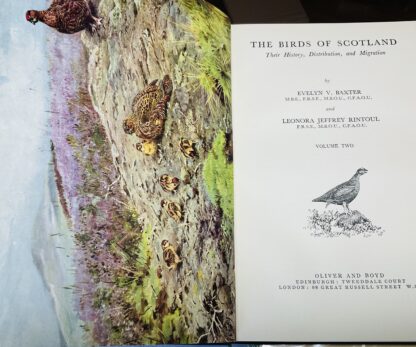 THE BIRDS OF SCOTLAND
Their History, Distribution, and Migration
by
EVELYN V. BAXTER
M.B.E., F.R.S.E., M.B.O.U., C.F.A.O.U.
and
LEONORA JEFFREY RINTOUL
F.R.S.E., M.B.O.U., C.F.A.O.U.
VOLUME TWO
OLIVER AND BOYD
EDINBURGH: TWEEDDALE COURT
LONDON: 98 GREAT RUSSELL STREET W.